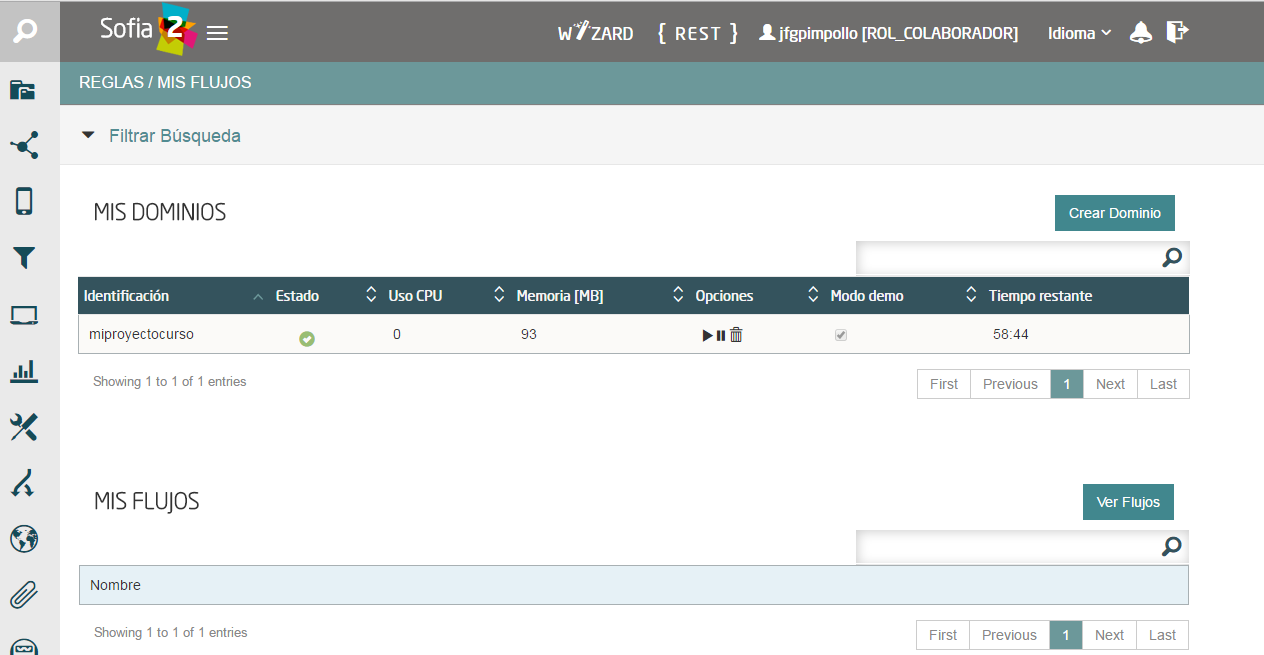 Sofia 2
WIZARD { REST } jfgpimpollo [ROL_COLABORADOR] Idioma
REGLAS / MIS FLUJOS
Filtrar Búsqueda
MIS DOMINIOS
Crear Dominio
Identificación Estado Uso CPU Memoria [MB] Opciones Modo demo Tiempo restante
miproyectocurso 0 93 58:44
Showing 1 to 1 of 1 entries
First Previous 1 Next Last
MIS FLUJOS
Ver Flujos
Nombre
Showing 1 to 1 of 1 entries
First Previous 1 Next Last